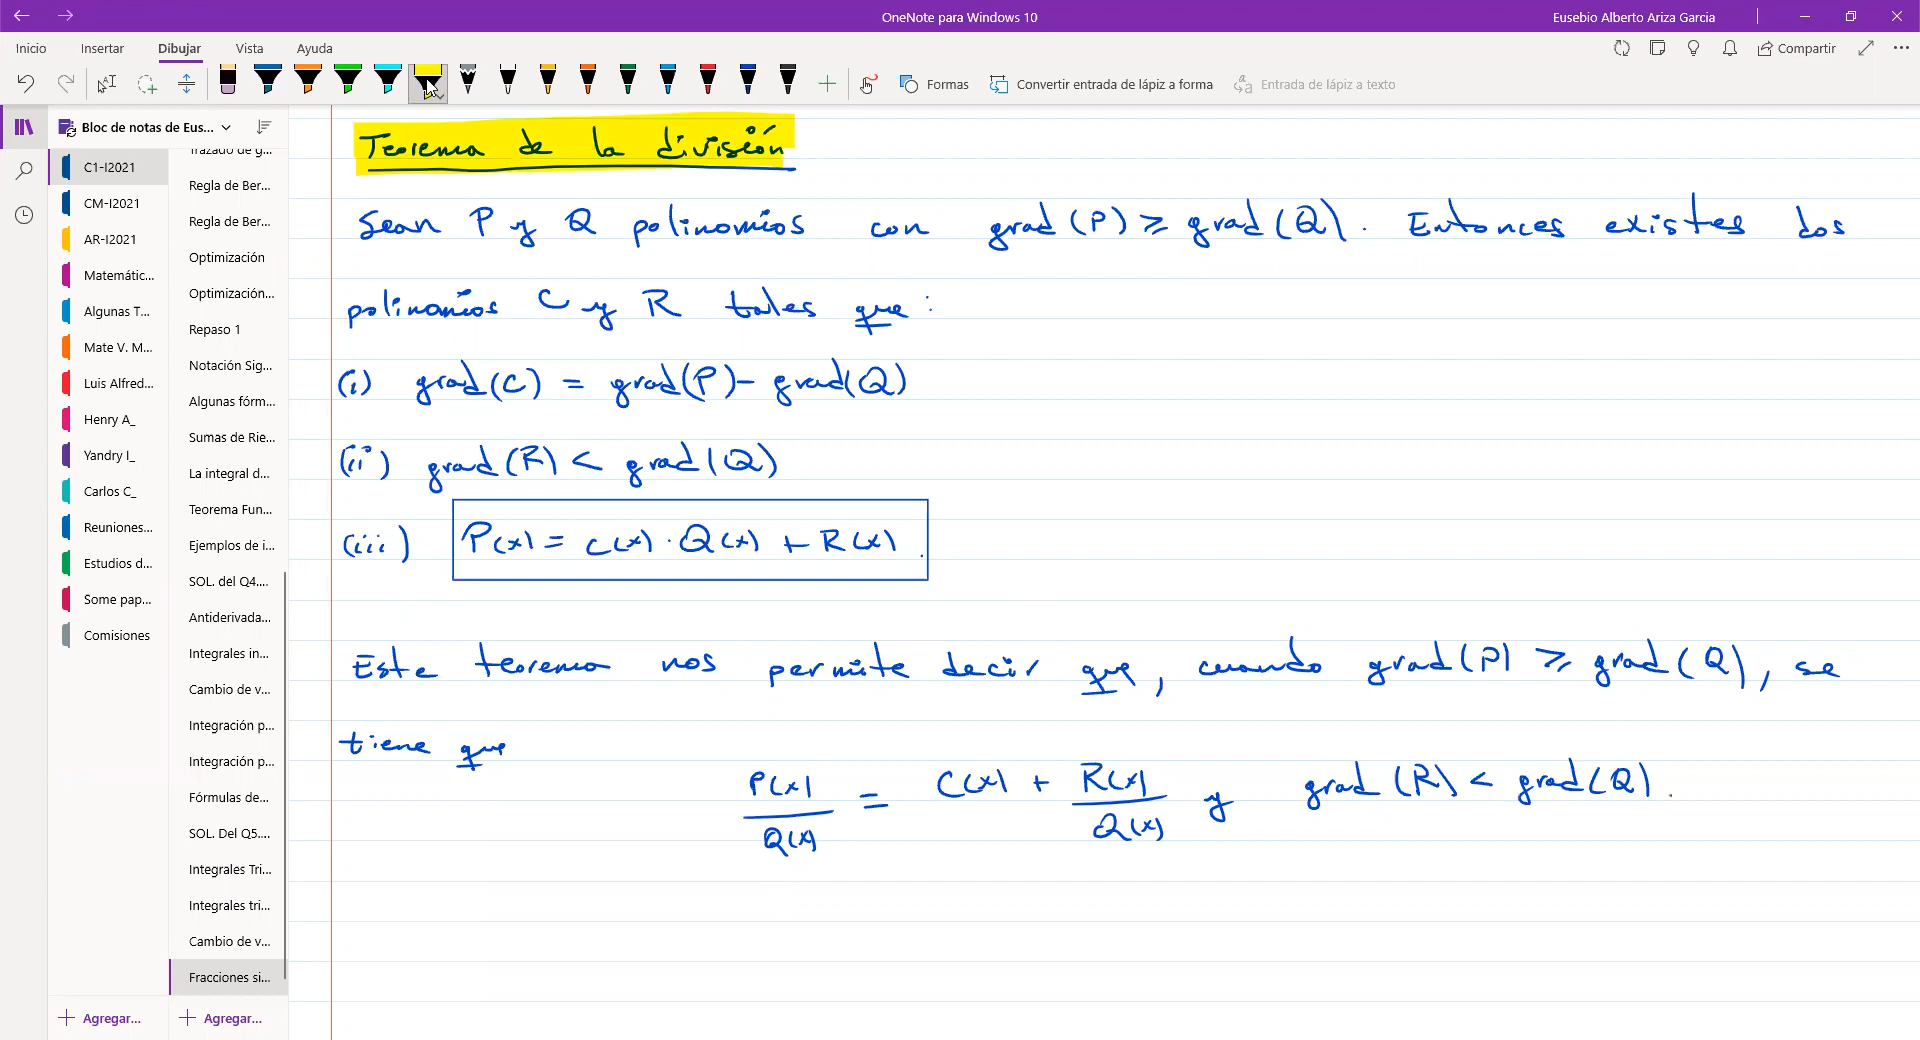 OneNote para Windows 10
Eusebio Alberto Ariza Garcia
Inicio Insertar Dibujar Vista Ayuda
Compartir
Formas
Convertir entrada de lápiz a forma
Entrada de lápiz a texto
Bloc de notas de Eus...
C1-I2021
CM-I2021
AR-I2021
Matemátic...
Algunas T...
Mate V. M...
Luis Alfred...
Henry A_
Yandry I_
Carlos C_
Reuniones...
Estudios d...
Some pap...
Comisiones
Agregar...
Trazado de g...
Regla de Ber...
Regla de Ber...
Optimización
Optimización...
Repaso 1
Notación Sig...
Algunas fórm...
Sumas de Rie...
La integral d...
Teorema Fun...
Ejemplos de i...
SOL. del Q4....
Antiderivada...
Integrales in...
Cambio de v...
Integración p...
Integración p...
Fórmulas de...
SOL. Del Q5....
Integrales Tri...
Integrales tri...
Cambio de v...
Fracciones si...
Agregar...
Teorema de la división
Sean P y Q polinomios con grad(P) ⩾ grad(Q). Entonces existes dos
polinomios C y R tales que:
(i) grad(C) = grad(P) - grad(Q)
(ii) grad(R) < grad(Q)
(iii) P(x) = C(x) · Q(x) + R(x).
Este teorema nos permite decir que, cuando grad(P) ⩾ grad(Q), se
tiene que
P(x)/Q(x) = C(x) + R(x)/Q(x) y grad(R) < grad(Q).